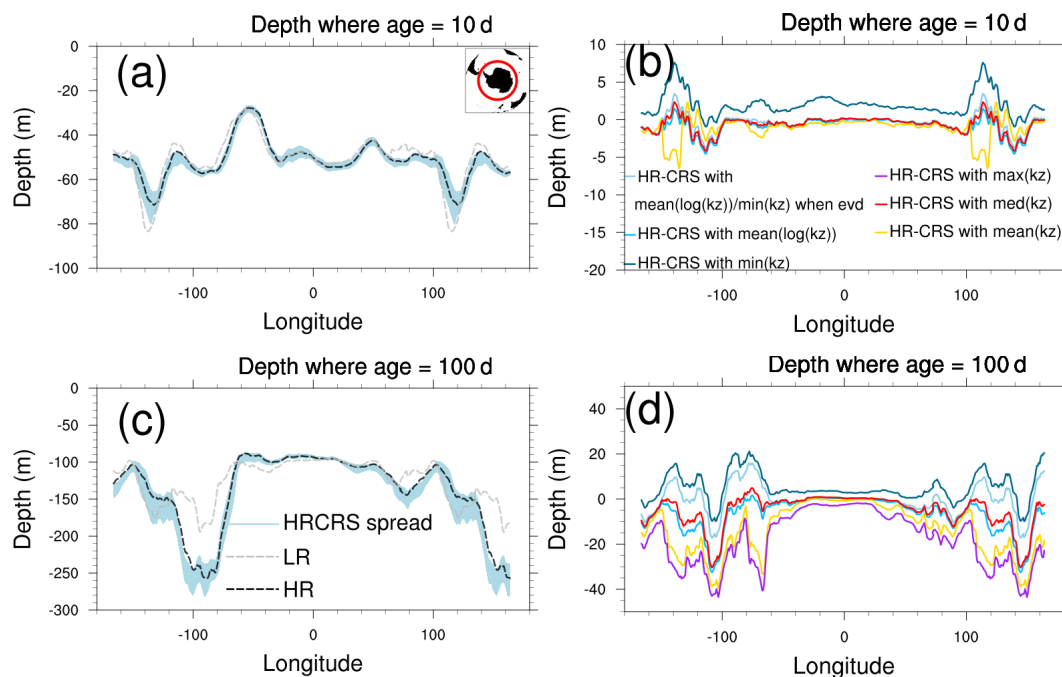 Depth where age = 10 d
(a)
0
-20
-40
-60
-80
-100
Depth (m)
-100
0
100
Longitude
Depth where age = 10 d
(b)
10
5
0
-5
-10
-15
-20
Depth (m)
HR-CRS with
mean(log(kz))/min(kz) when evd
HR-CRS with mean(log(kz))
HR-CRS with min(kz)
HR-CRS with max(kz)
HR-CRS with med(kz)
HR-CRS with mean(kz)
-100
0
100
Longitude
Depth where age = 100 d
(c)
0
-50
-100
-150
-200
-250
-300
Depth (m)
HRCRS spread
LR
HR
-100
0
100
Longitude
Depth where age = 100 d
(d)
40
20
0
-20
-40
Depth (m)
-100
0
100
Longitude